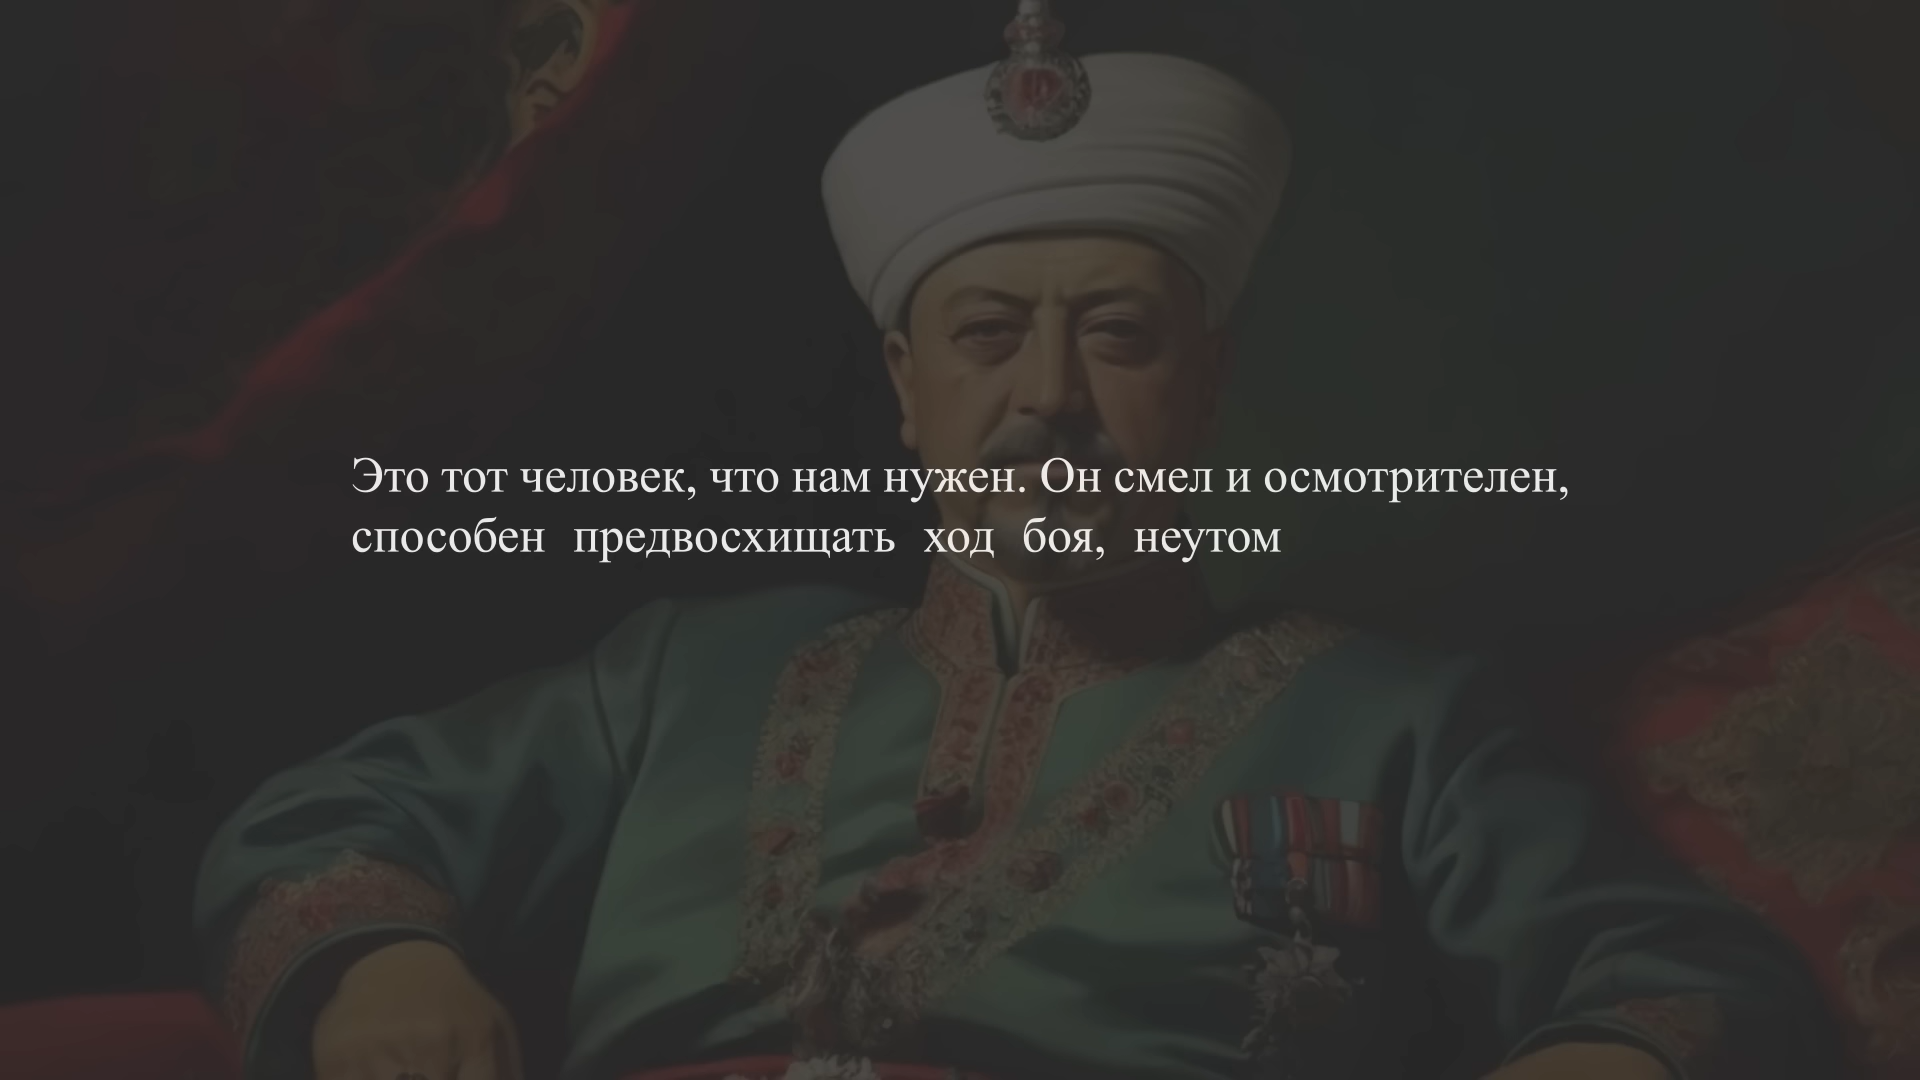 Это тот человек, что нам нужен. Он смел и осмотрителен,
способен предвосхищать ход боя, неутом